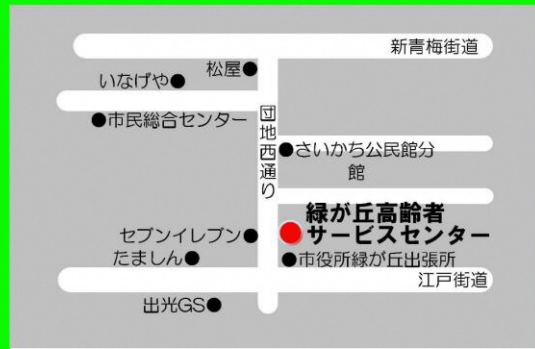 新青梅街道
松屋●
いなげや●
●市民総合センター
団地西通り
●さいかち公民館分
館
緑が丘高齢者
サービスセンター
セブンイレブン●
たましん●
●市役所緑が丘出張所
江戸街道
出光GS●